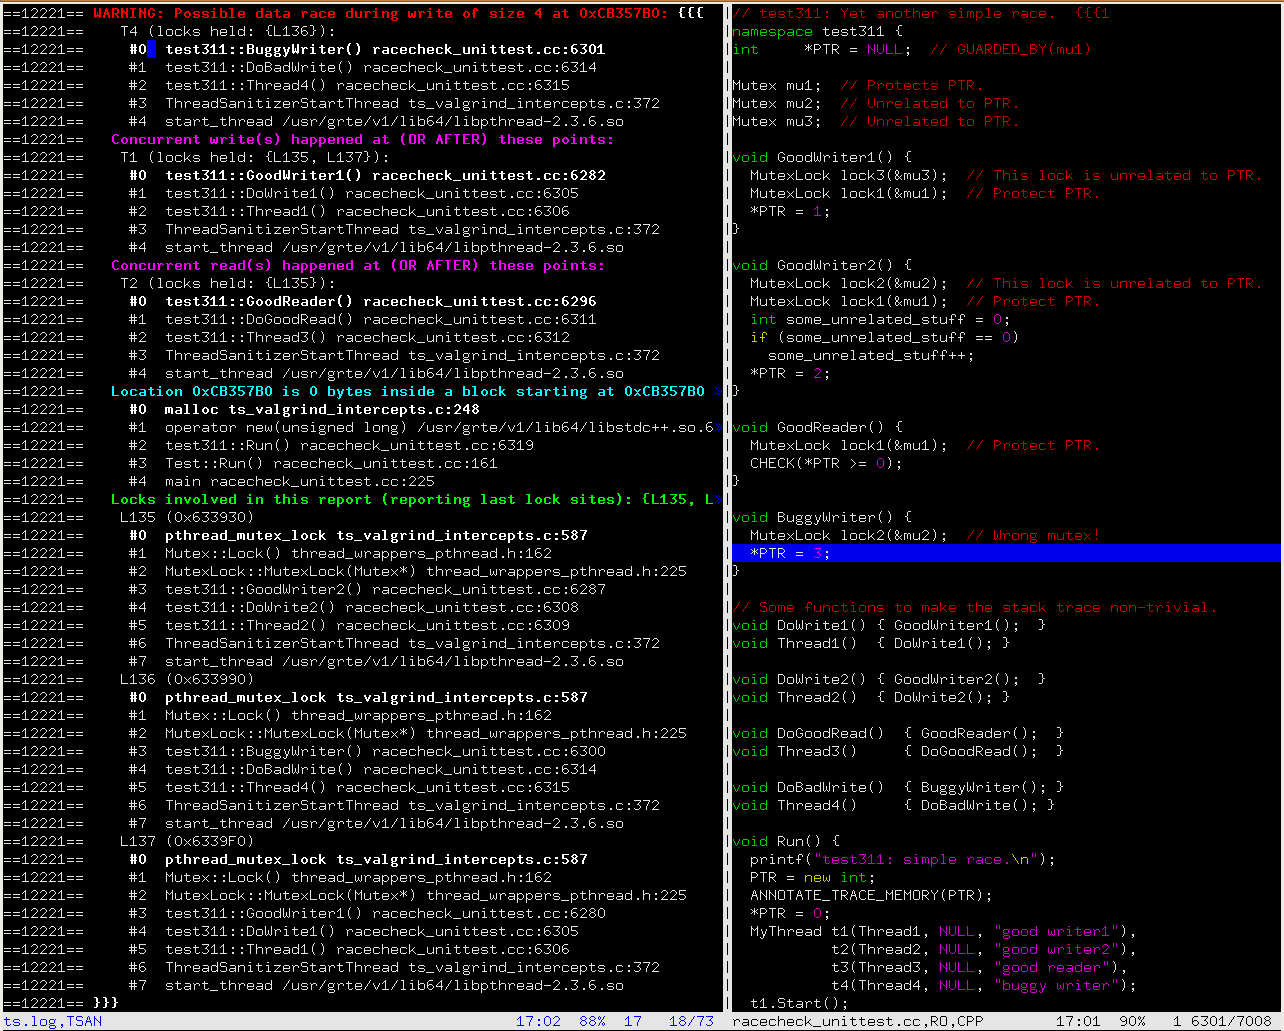 ==12221== WARNING: Possible data race during write of size 4 at 0xCB357B0: {{{
==12221==    T4 (locks held: {L136}):
==12221==     #0  test311::BuggyWriter() racecheck_unittest.cc:6301
==12221==     #1  test311::DoBadWrite() racecheck_unittest.cc:6314
==12221==     #2  test311::Thread4() racecheck_unittest.cc:6315
==12221==     #3  ThreadSanitizerStartThread ts_valgrind_intercepts.c:372
==12221==     #4  start_thread /usr/grte/v1/lib64/libpthread-2.3.6.so
==12221==   Concurrent write(s) happened at (OR AFTER) these points:
==12221==    T1 (locks held: {L135, L137}):
==12221==     #0  test311::GoodWriter1() racecheck_unittest.cc:6282
==12221==     #1  test311::DoWrite1() racecheck_unittest.cc:6305
==12221==     #2  test311::Thread1() racecheck_unittest.cc:6306
==12221==     #3  ThreadSanitizerStartThread ts_valgrind_intercepts.c:372
==12221==     #4  start_thread /usr/grte/v1/lib64/libpthread-2.3.6.so
==12221==   Concurrent read(s) happened at (OR AFTER) these points:
==12221==    T2 (locks held: {L135}):
==12221==     #0  test311::GoodReader() racecheck_unittest.cc:6296
==12221==     #1  test311::DoGoodRead() racecheck_unittest.cc:6311
==12221==     #2  test311::Thread3() racecheck_unittest.cc:6312
==12221==     #3  ThreadSanitizerStartThread ts_valgrind_intercepts.c:372
==12221==     #4  start_thread /usr/grte/v1/lib64/libpthread-2.3.6.so
==12221==   Location 0xCB357B0 is 0 bytes inside a block starting at 0xCB357B0 >
==12221==     #0  malloc ts_valgrind_intercepts.c:248
==12221==     #1  operator new(unsigned long) /usr/grte/v1/lib64/libstdc++.so.6>
==12221==     #2  test311::Run() racecheck_unittest.cc:6319
==12221==     #3  Test::Run() racecheck_unittest.cc:161
==12221==     #4  main racecheck_unittest.cc:225
==12221==   Locks involved in this report (reporting last lock sites): {L135, L>
==12221==    L135 (0x633930)
==12221==     #0  pthread_mutex_lock ts_valgrind_intercepts.c:587
==12221==     #1  Mutex::Lock() thread_wrappers_pthread.h:162
==12221==     #2  MutexLock::MutexLock(Mutex*) thread_wrappers_pthread.h:225
==12221==     #3  test311::GoodWriter2() racecheck_unittest.cc:6287
==12221==     #4  test311::DoWrite2() racecheck_unittest.cc:6308
==12221==     #5  test311::Thread2() racecheck_unittest.cc:6309
==12221==     #6  ThreadSanitizerStartThread ts_valgrind_intercepts.c:372
==12221==     #7  start_thread /usr/grte/v1/lib64/libpthread-2.3.6.so
==12221==    L136 (0x633990)
==12221==     #0  pthread_mutex_lock ts_valgrind_intercepts.c:587
==12221==     #1  Mutex::Lock() thread_wrappers_pthread.h:162
==12221==     #2  MutexLock::MutexLock(Mutex*) thread_wrappers_pthread.h:225
==12221==     #3  test311::BuggyWriter() racecheck_unittest.cc:6300
==12221==     #4  test311::DoBadWrite() racecheck_unittest.cc:6314
==12221==     #5  test311::Thread4() racecheck_unittest.cc:6315
==12221==     #6  ThreadSanitizerStartThread ts_valgrind_intercepts.c:372
==12221==     #7  start_thread /usr/grte/v1/lib64/libpthread-2.3.6.so
==12221==    L137 (0x6339F0)
==12221==     #0  pthread_mutex_lock ts_valgrind_intercepts.c:587
==12221==     #1  Mutex::Lock() thread_wrappers_pthread.h:162
==12221==     #2  MutexLock::MutexLock(Mutex*) thread_wrappers_pthread.h:225
==12221==     #3  test311::GoodWriter1() racecheck_unittest.cc:6280
==12221==     #4  test311::DoWrite1() racecheck_unittest.cc:6305
==12221==     #5  test311::Thread1() racecheck_unittest.cc:6306
==12221==     #6  ThreadSanitizerStartThread ts_valgrind_intercepts.c:372
==12221==     #7  start_thread /usr/grte/v1/lib64/libpthread-2.3.6.so
==12221== }}}
ts.log,TSAN 17:02 88% 17 18/73
// test311: Yet another simple race.  {{{1
namespace test311 {
int     *PTR = NULL;  // GUARDED_BY(mu1)
Mutex mu1;  // Protects PTR.
Mutex mu2;  // Unrelated to PTR.
Mutex mu3;  // Unrelated to PTR.
void GoodWriter1() {
  MutexLock lock3(&mu3);  // This lock is unrelated to PTR.
  MutexLock lock1(&mu1);  // Protect PTR.
  *PTR = 1;
}
void GoodWriter2() {
  MutexLock lock2(&mu2);  // This lock is unrelated to PTR.
  MutexLock lock1(&mu1);  // Protect PTR.
  int some_unrelated_stuff = 0;
  if (some_unrelated_stuff == 0)
    some_unrelated_stuff++;
  *PTR = 2;
}
void GoodReader() {
  MutexLock lock1(&mu1);  // Protect PTR.
  CHECK(*PTR >= 0);
}
void BuggyWriter() {
  MutexLock lock2(&mu2);  // Wrong mutex!
  *PTR = 3;
}
// Some functions to make the stack trace non-trivial.
void DoWrite1() { GoodWriter1();  }
void Thread1()  { DoWrite1(); }
void DoWrite2() { GoodWriter2();  }
void Thread2()  { DoWrite2(); }
void DoGoodRead()  { GoodReader();  }
void Thread3()     { DoGoodRead();  }
void DoBadWrite()  { BuggyWriter(); }
void Thread4()     { DoBadWrite(); }
void Run() {
  printf("test311: simple race.\n");
  PTR = new int;
  ANNOTATE_TRACE_MEMORY(PTR);
  *PTR = 0;
  MyThread t1(Thread1, NULL, "good writer1"),
           t2(Thread2, NULL, "good writer2"),
           t3(Thread3, NULL, "good reader"),
           t4(Thread4, NULL, "buggy writer");
  t1.Start();
racecheck_unittest.cc,RO,CPP 17:01 90% 1 6301/7008